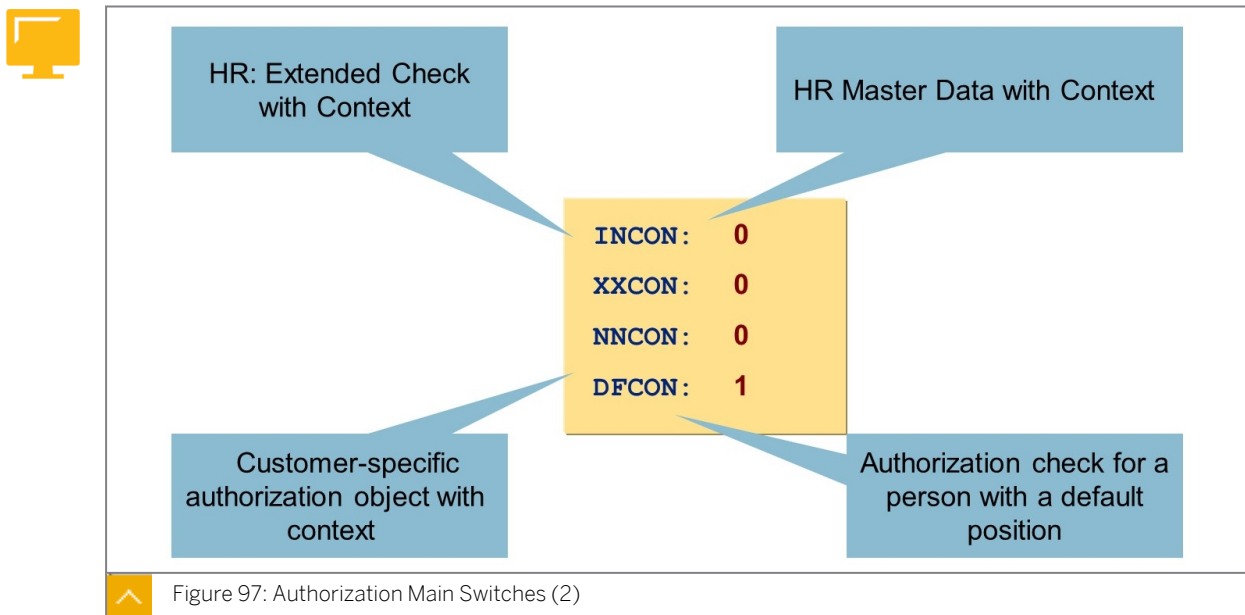 HR: Extended Check
with Context
HR Master Data with Context
INCON: 0
XXCON: 0
NNCON: 0
DFCON: 1
Customer-specific
authorization object with
context
Authorization check for a
person with a default
position
Figure 97: Authorization Main Switches (2)